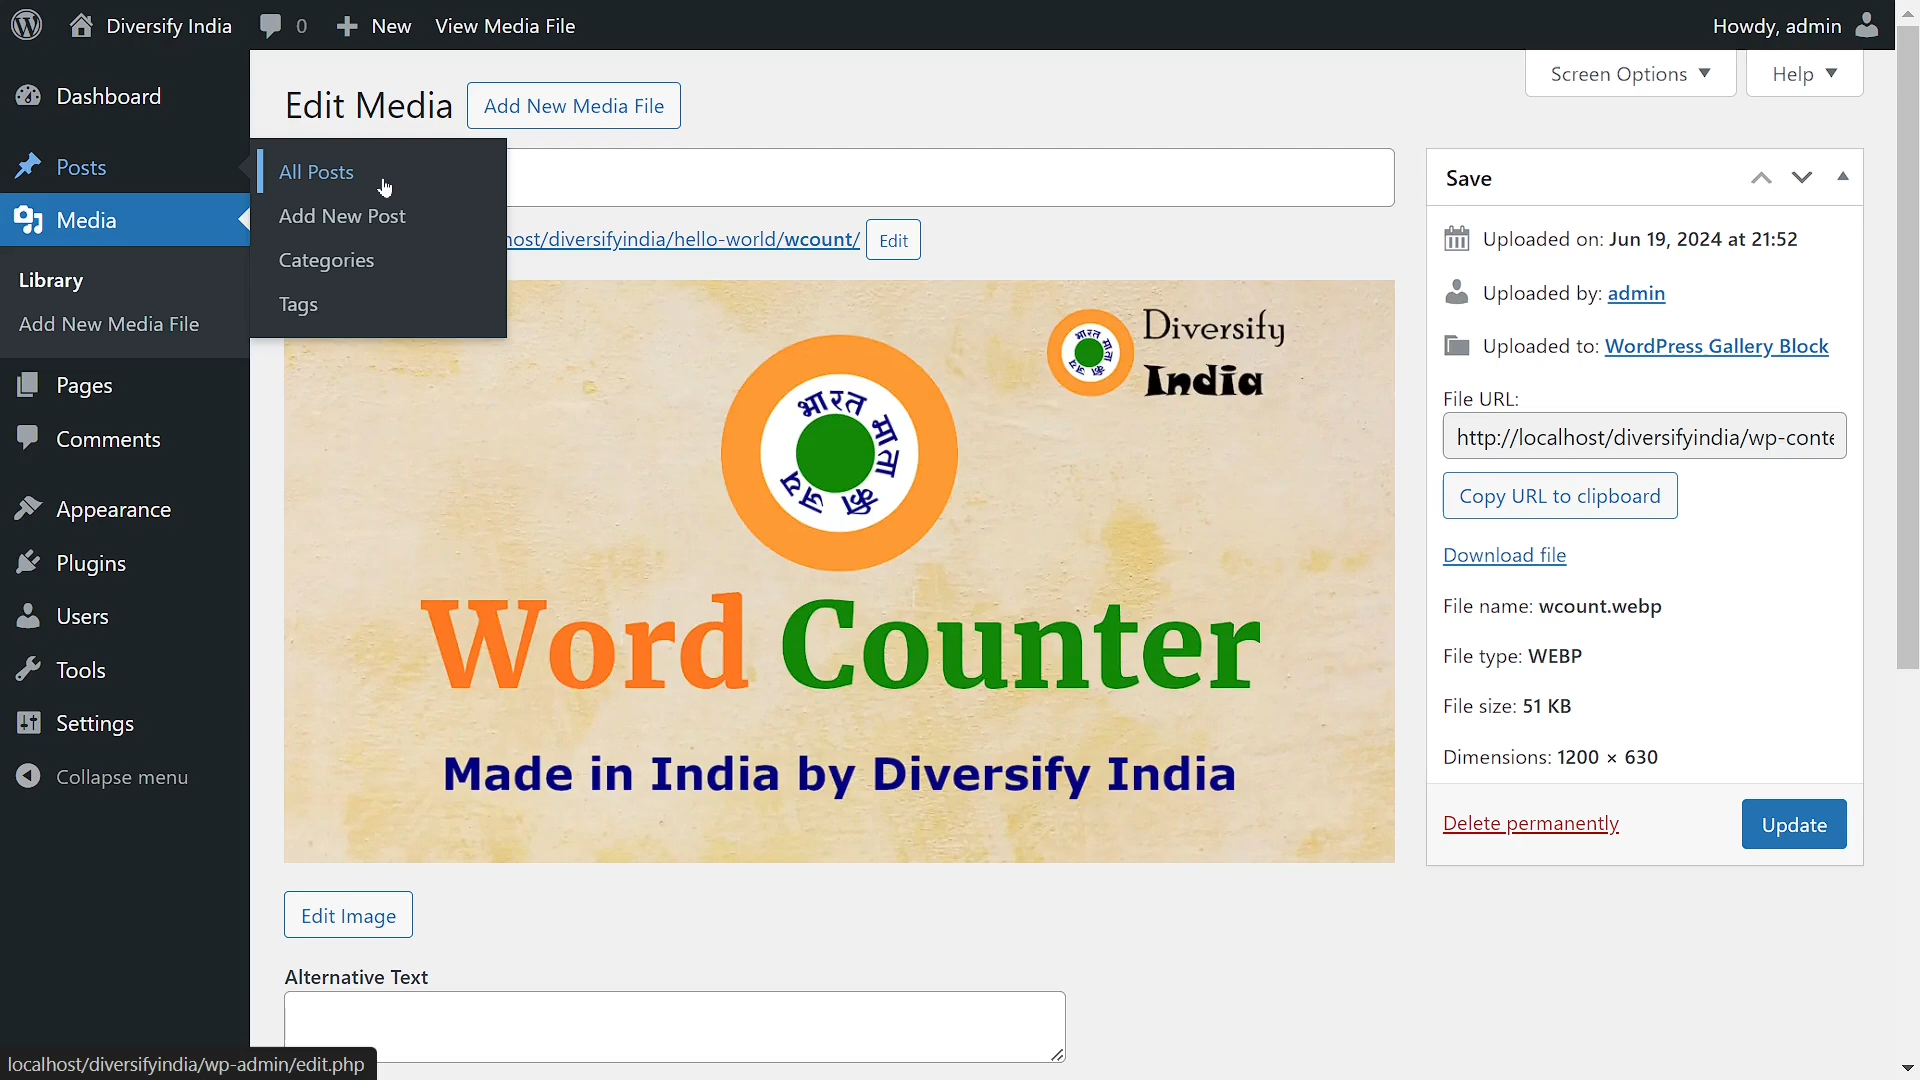 Diversify India
0
New
View Media File
Howdy, admin
Dashboard
Posts
Media
Library
Add New Media File
Pages
Comments
Appearance
Plugins
Users
Tools
Settings
Collapse menu
All Posts
Add New Post
Categories
Tags
Screen Options
Help
Edit Media
Add New Media File
host/diversifyindia/hello-world/wcount/
Edit
Diversify
India
भारत माता की जय
भारत माता की जय
Word Counter
Made in India by Diversify India
Edit Image
Alternative Text
Save
Uploaded on: Jun 19, 2024 at 21:52
Uploaded by: admin
Uploaded to: WordPress Gallery Block
File URL:
http://localhost/diversifyindia/wp-conte
Copy URL to clipboard
Download file
File name: wcount.webp
File type: WEBP
File size: 51 KB
Dimensions: 1200 × 630
Delete permanently
Update
localhost/diversifyindia/wp-admin/edit.php